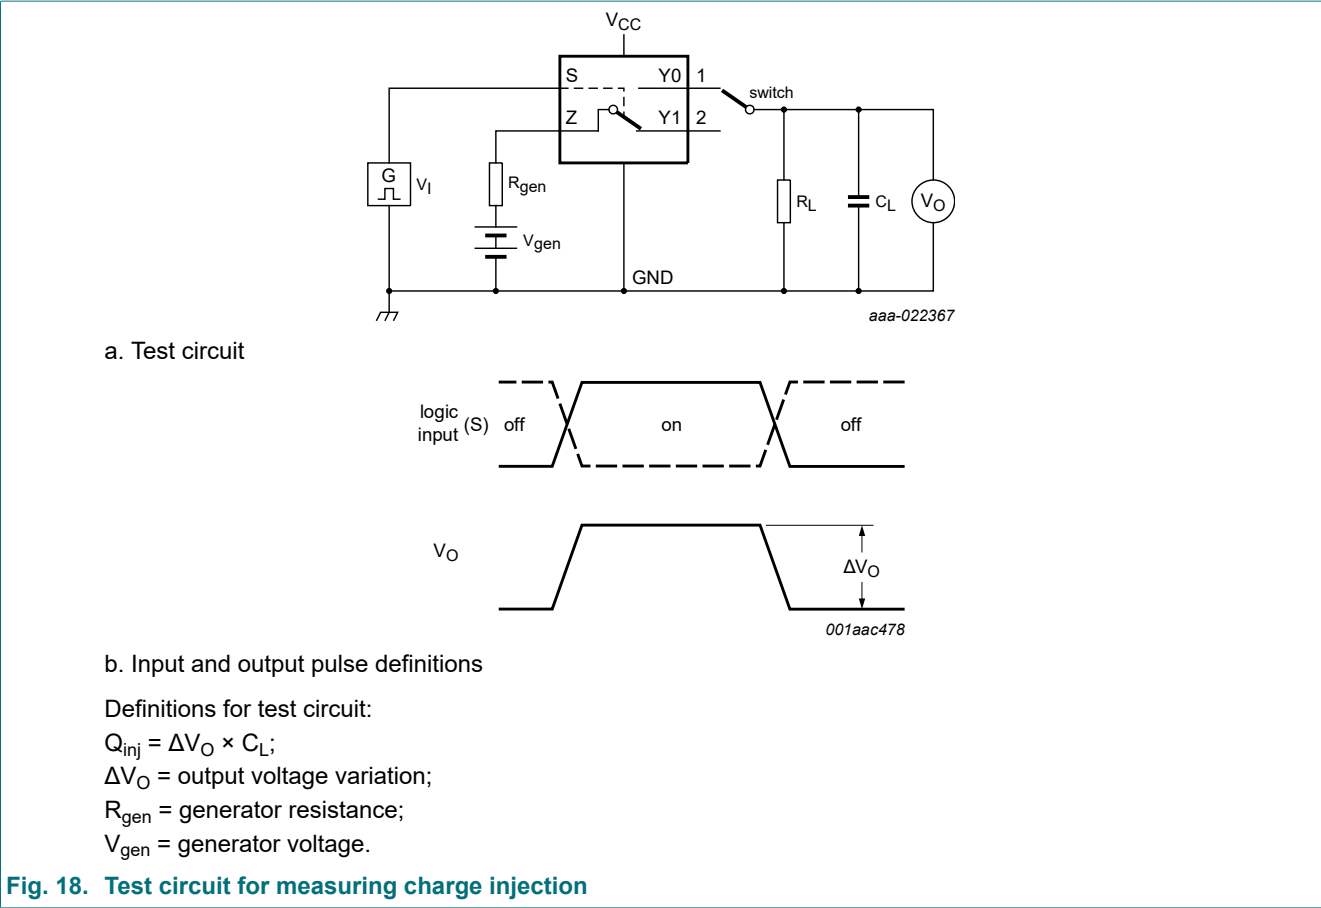 VCC
S Y0 1
switch
Z Y1 2
G VI
Rgen
RL CL VO
Vgen
GND
aaa-022367
a. Test circuit
logic input (S) off on off
VO
ΔVO
001aac478
b. Input and output pulse definitions
Definitions for test circuit:
Qinj = ΔVO × CL;
ΔVO = output voltage variation;
Rgen = generator resistance;
Vgen = generator voltage.
Fig. 18. Test circuit for measuring charge injection